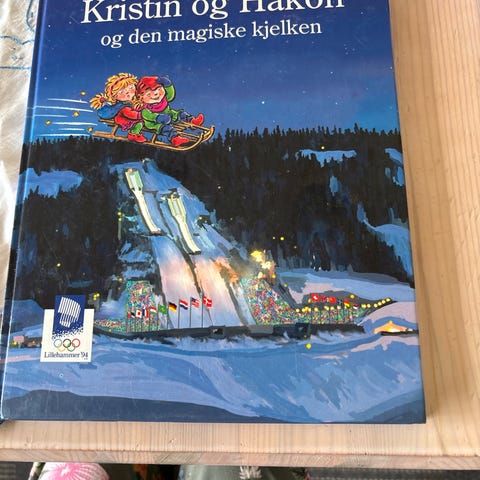 Kristin og Håkon
og den magiske kjelken
Lillehammer '94